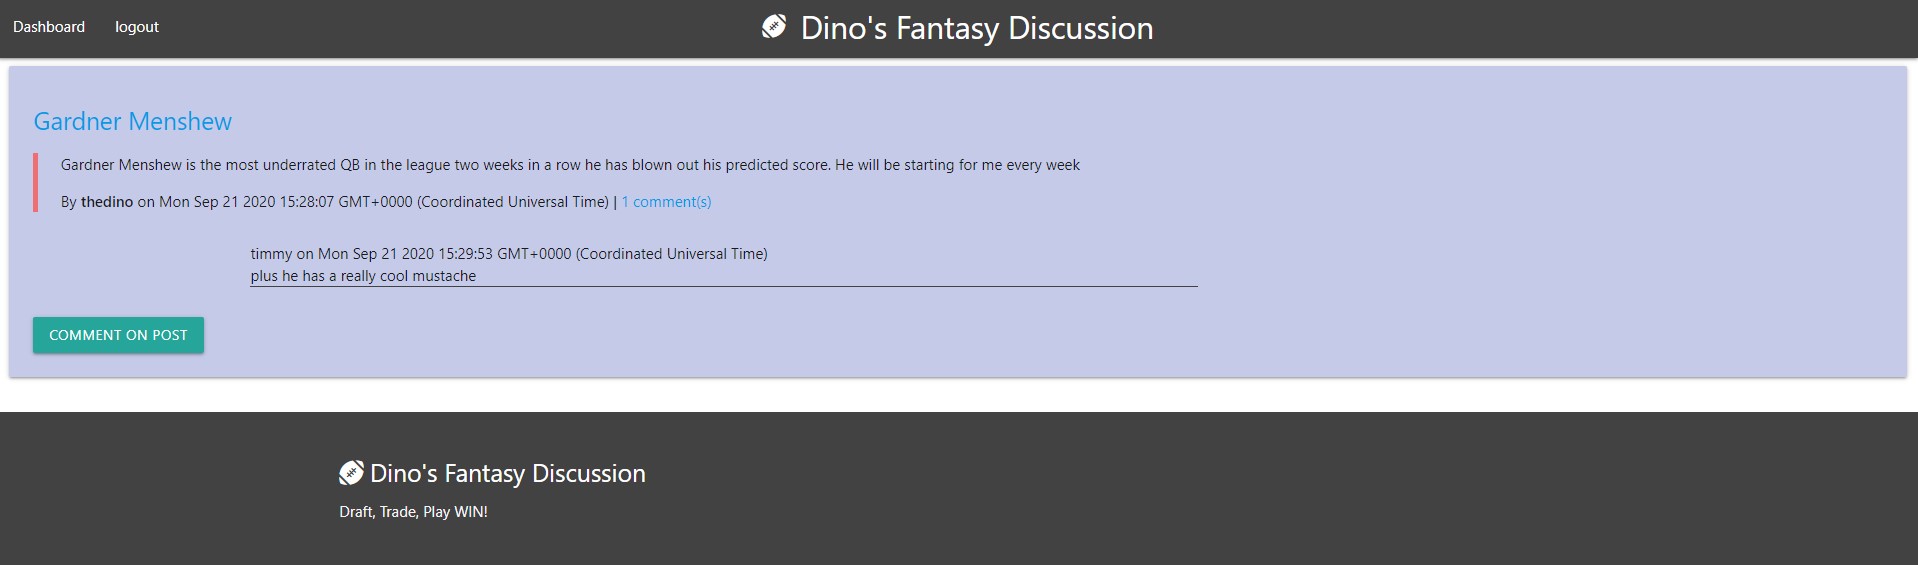 Dashboard logout Dino's Fantasy Discussion
Gardner Menshew
Gardner Menshew is the most underrated QB in the league two weeks in a row he has blown out his predicted score. He will be starting for me every week
By thedino on Mon Sep 21 2020 15:28:07 GMT+0000 (Coordinated Universal Time) | 1 comment(s)
timmy on Mon Sep 21 2020 15:29:53 GMT+0000 (Coordinated Universal Time)
plus he has a really cool mustache
COMMENT ON POST
Dino's Fantasy Discussion
Draft, Trade, Play WIN!